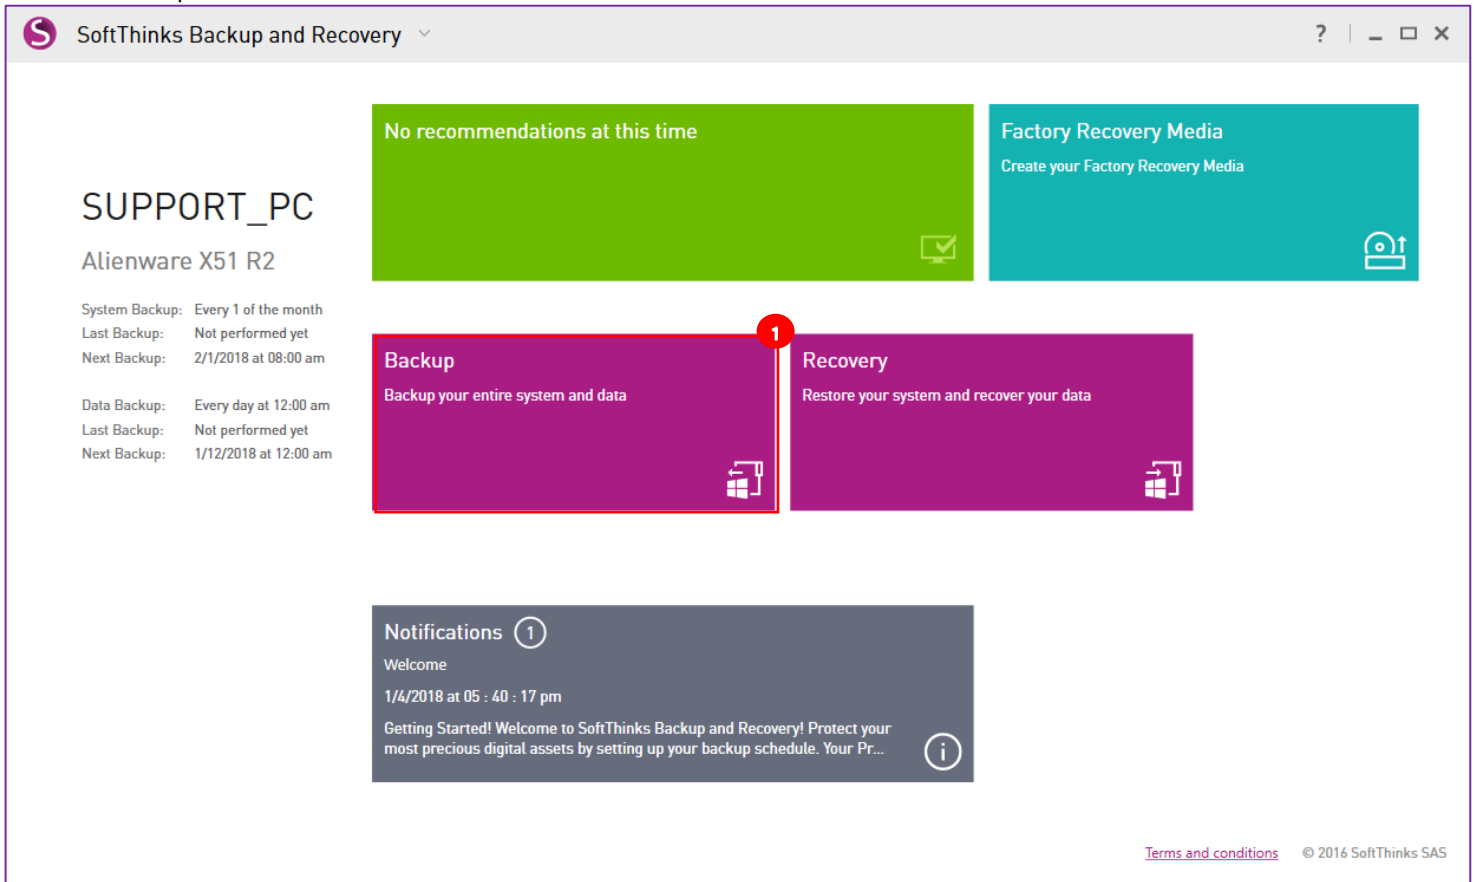 SoftThinks Backup and Recovery
?
SUPPORT_PC
Alienware X51 R2
System Backup: Every 1 of the month
Last Backup: Not performed yet
Next Backup: 2/1/2018 at 08:00 am
Data Backup: Every day at 12:00 am
Last Backup: Not performed yet
Next Backup: 1/12/2018 at 12:00 am
No recommendations at this time
Factory Recovery Media
Create your Factory Recovery Media
1
Backup
Backup your entire system and data
Recovery
Restore your system and recover your data
Notifications 1
Welcome
1/4/2018 at 05 : 40 : 17 pm
Getting Started! Welcome to SoftThinks Backup and Recovery! Protect your
most precious digital assets by setting up your backup schedule. Your Pr...
Terms and conditions © 2016 SoftThinks SAS